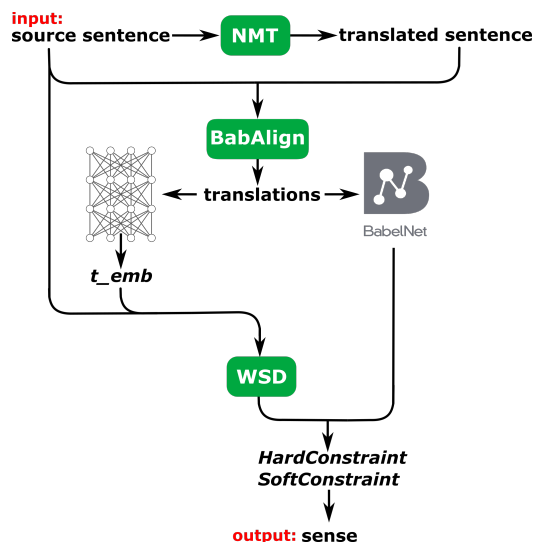 input:
source sentence
NMT
translated sentence
BabAlign
translations
BabelNet
t_emb
WSD
HardConstraint
SoftConstraint
output: sense